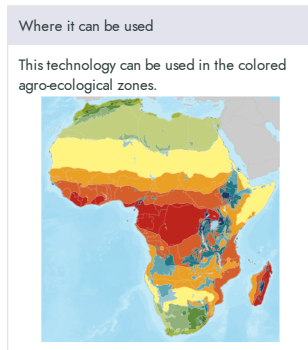 Where it can be used
This technology can be used in the colored
agro-ecological zones.